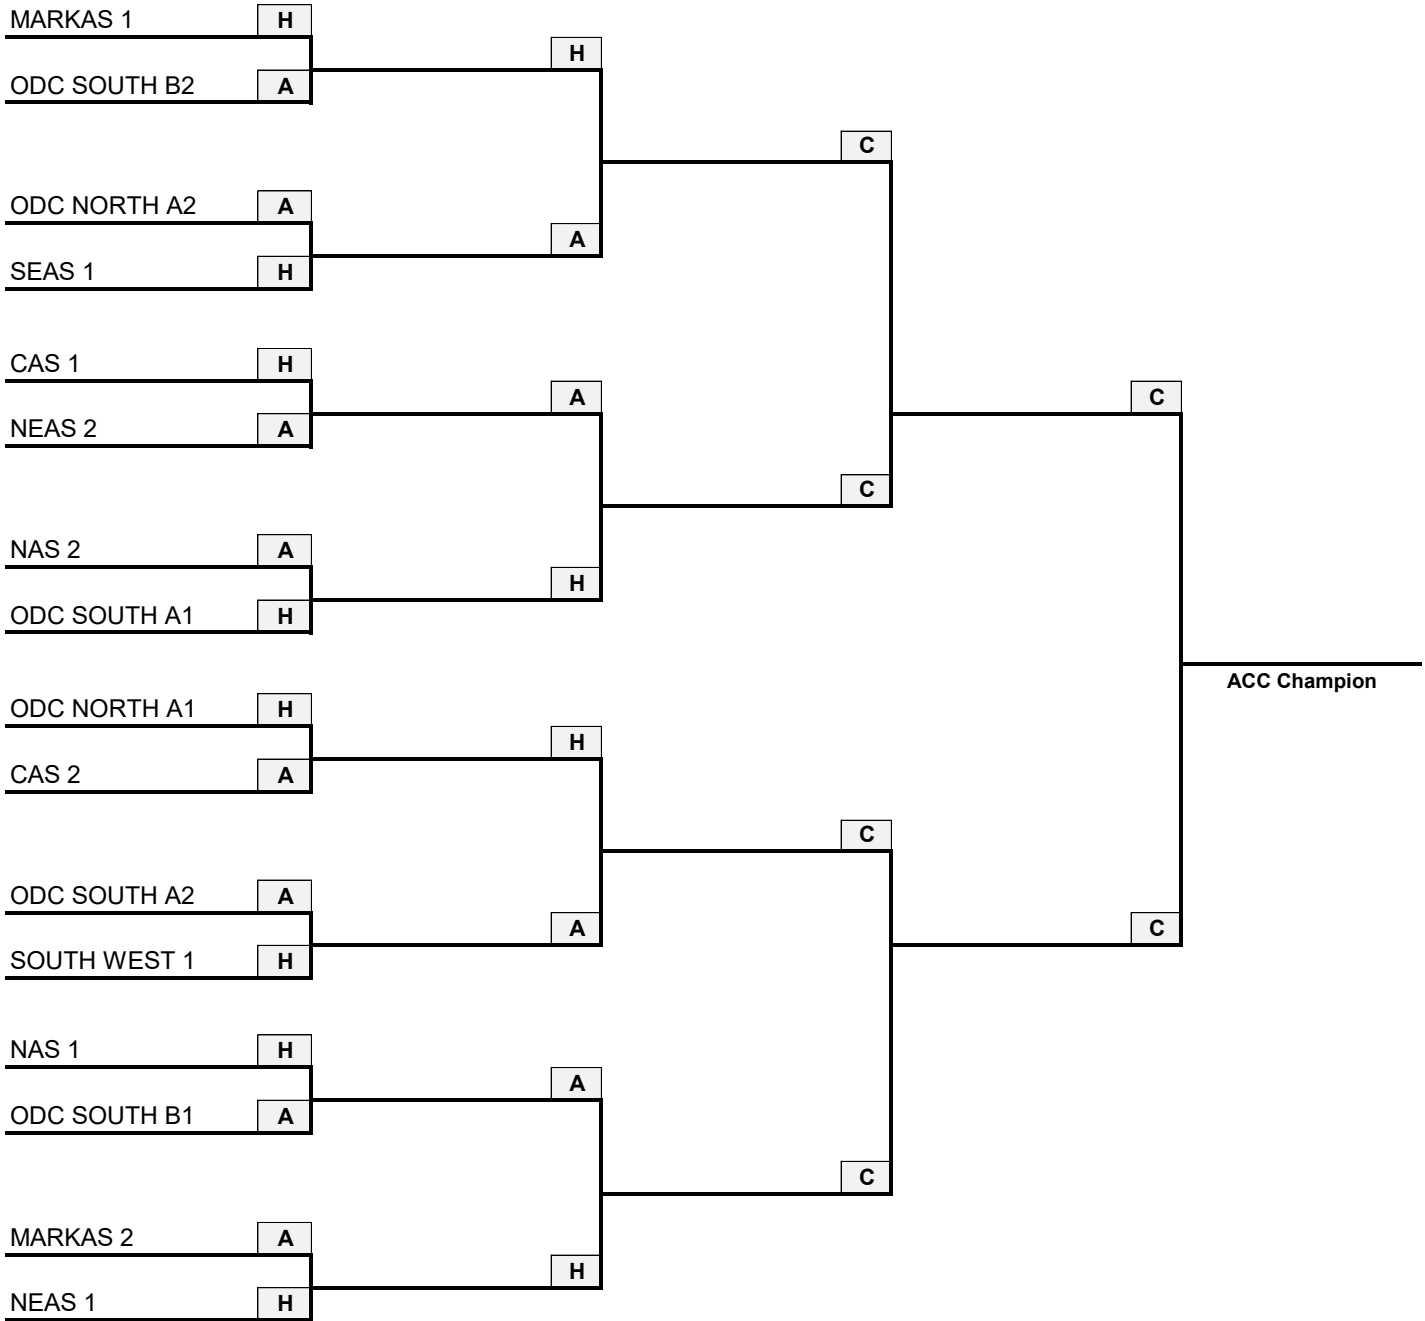 MARKAS 1 H
H
ODC SOUTH B2 A
C
ODC NORTH A2 A
A
SEAS 1 H
CAS 1 H
A
C
NEAS 2 A
C
NAS 2 A
H
ODC SOUTH A1 H
ACC Champion
ODC NORTH A1 H
H
CAS 2 A
C
ODC SOUTH A2 A
A
C
SOUTH WEST 1 H
NAS 1 H
A
ODC SOUTH B1 A
C
MARKAS 2 A
H
NEAS 1 H